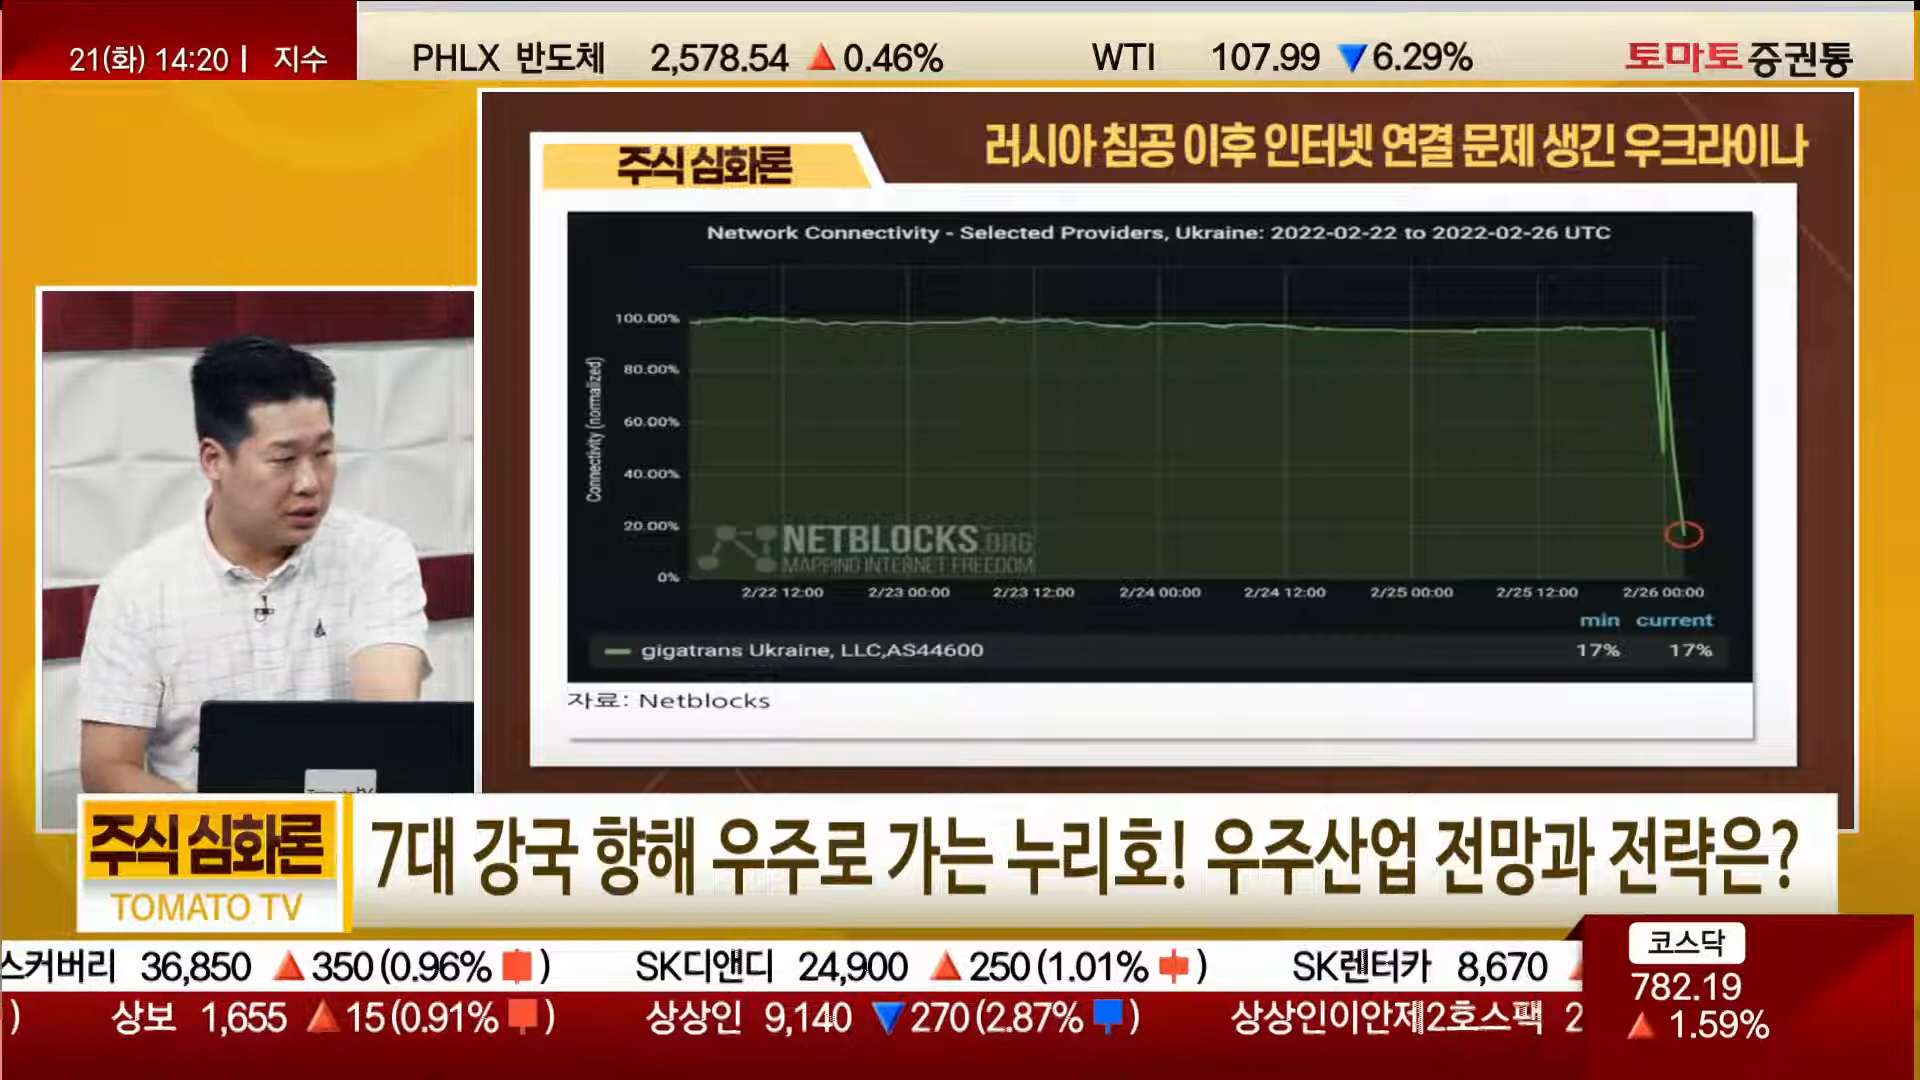 21(화) 14:20 | 지수
PHLX 반도체 2,578.54 ▲0.46%
WTI 107.99 ▼6.29%
토마토증권통
러시아 침공 이후 인터넷 연결 문제 생긴 우크라이나
주식 심화론
Network Connectivity - Selected Providers, Ukraine: 2022-02-22 to 2022-02-26 UTC
Connectivity (normalized)
100.00%
80.00%
60.00%
40.00%
20.00%
0%
NETBLOCKS.ORG
MAPPING INTERNET FREEDOM
2/22 12:00 2/23 00:00 2/23 12:00 2/24 00:00 2/24 12:00 2/25 00:00 2/25 12:00 2/26 00:00
min current
gigatrans Ukraine, LLC,AS44600 17% 17%
자료: Netblocks
주식 심화론
TOMATO TV
7대 강국 향해 우주로 가는 누리호! 우주산업 전망과 전략은?
스커버리 36,850 ▲350(0.96% ) SK디앤디 24,900 ▲250(1.01% ) SK렌터카 8,670
) 상보 1,655 ▲15(0.91% ) 상상인 9,140 ▼270(2.87% ) 상상인이안제2호스팩 2
코스닥
782.19
▲ 1.59%